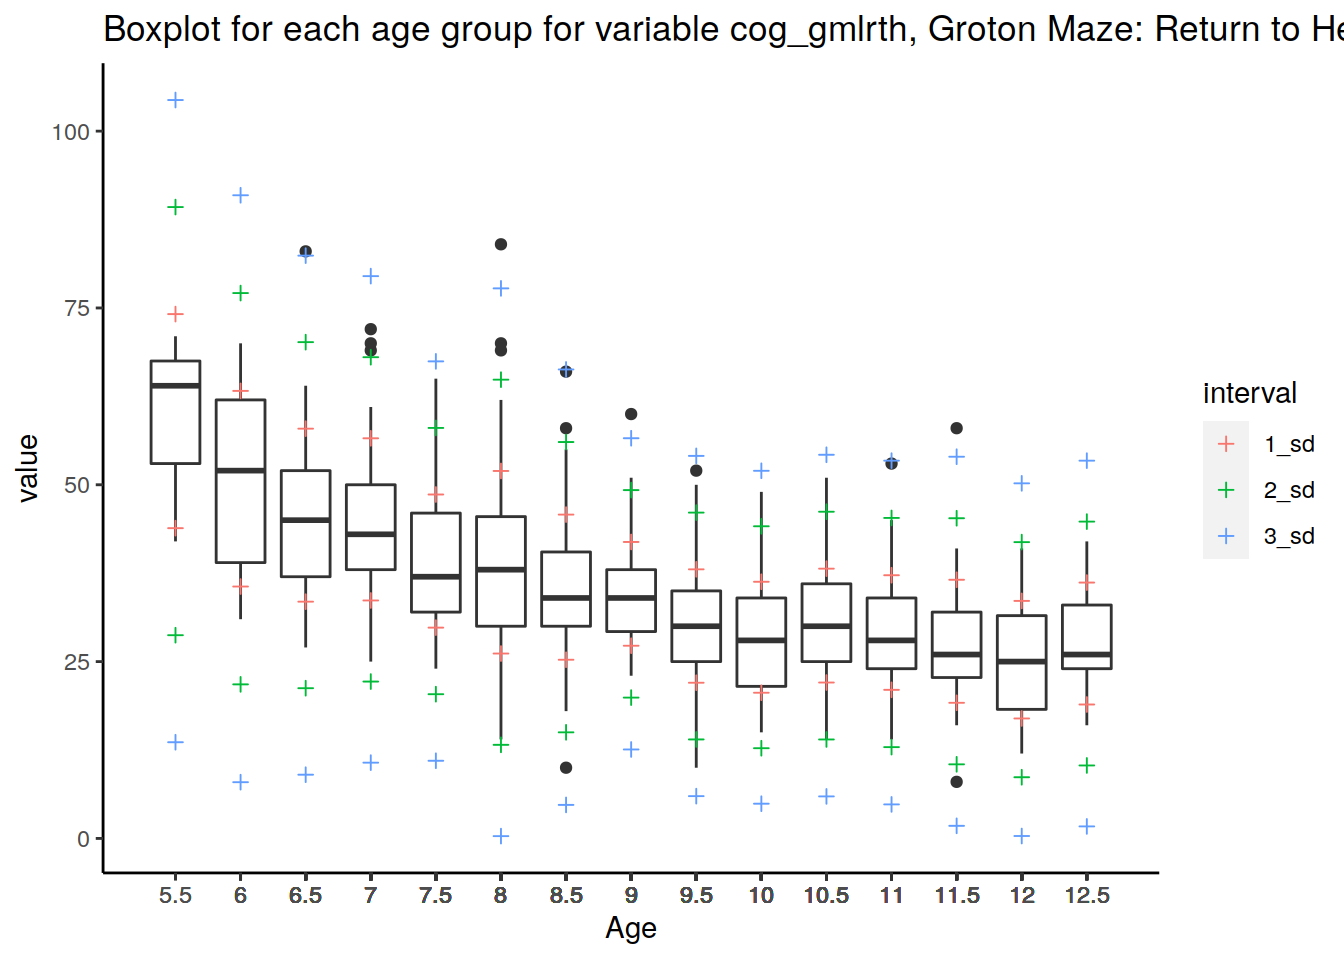 Boxplot for each age group for variable cog_gmlrth, Groton Maze: Return to He
100
75
50
25
0
value
5.5 6 6.5 7 7.5 8 8.5 9 9.5 10 10.5 11 11.5 12 12.5
Age
interval
1_sd
2_sd
3_sd